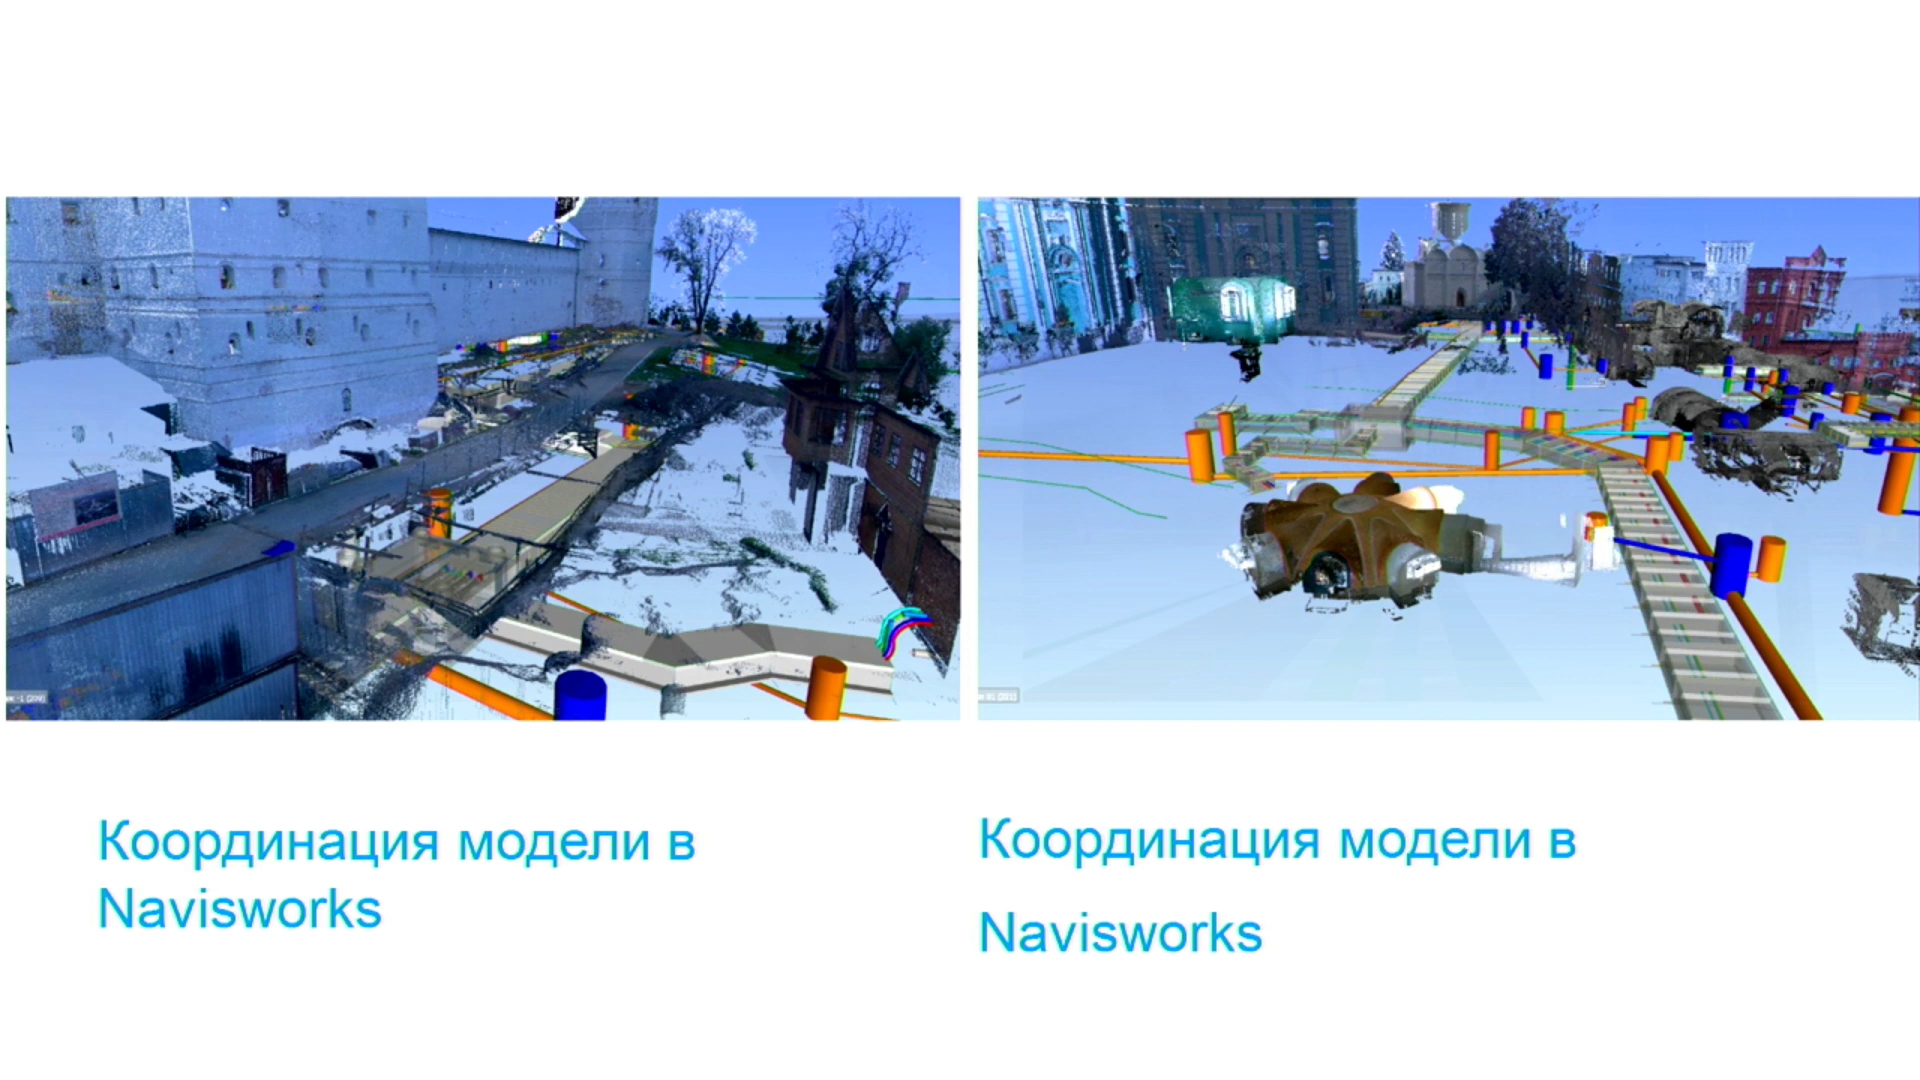 Координация модели в
Navisworks
Координация модели в
Navisworks